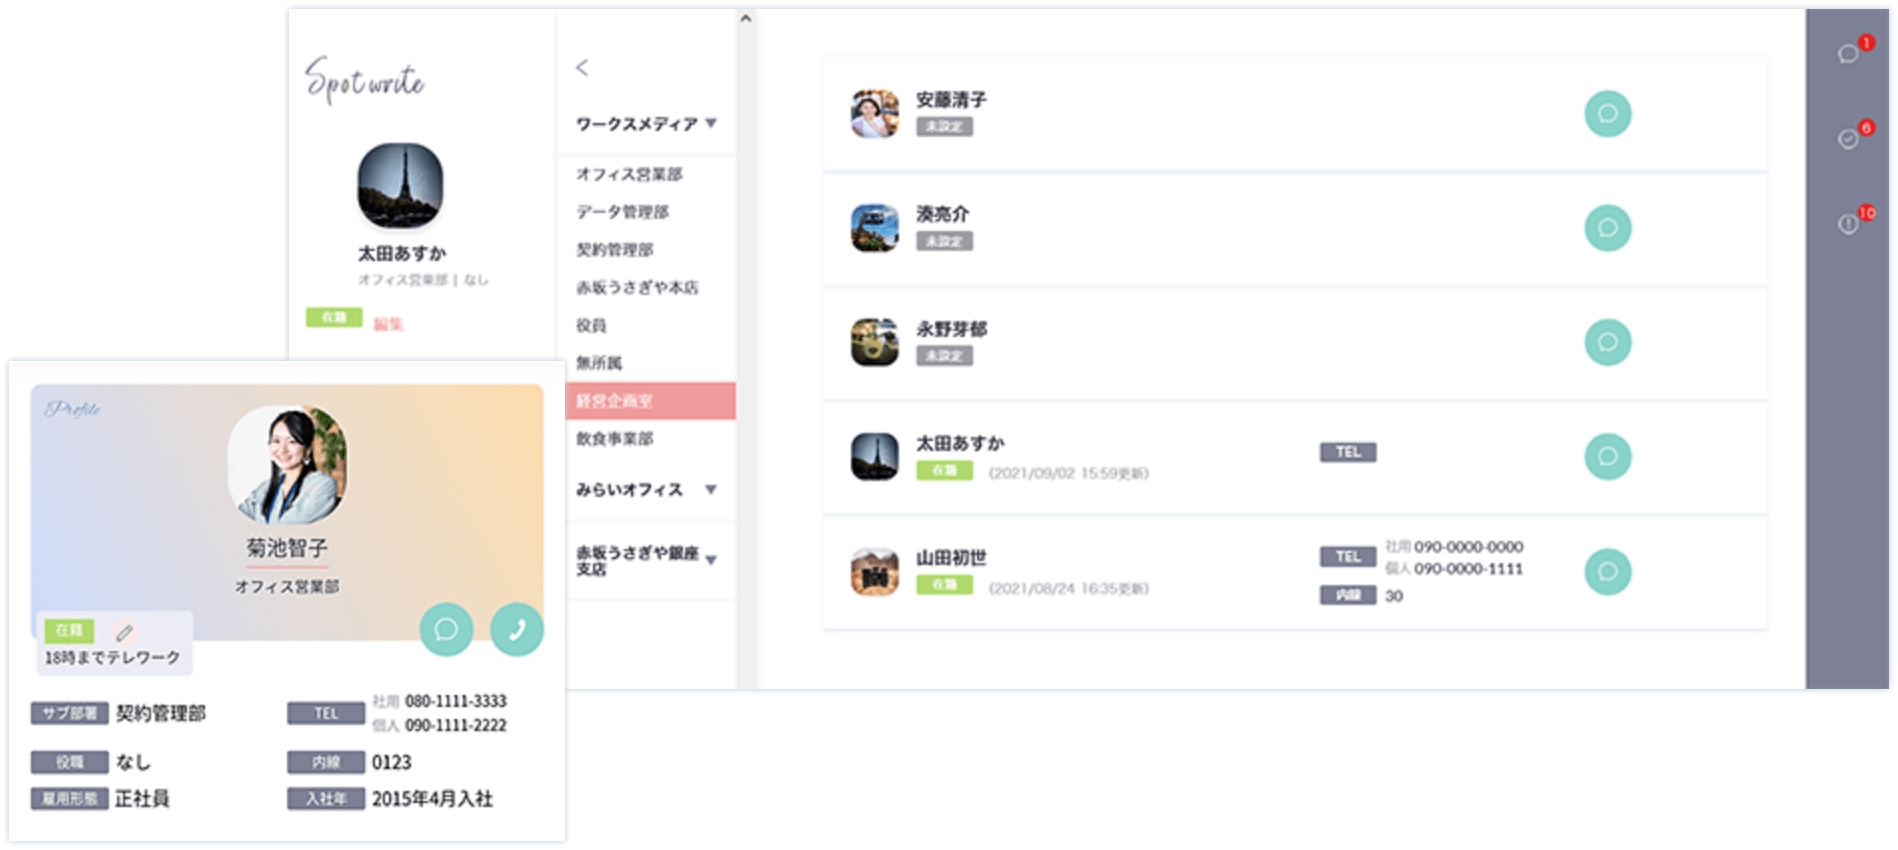 Spotwrite
太田あすか
オフィス営業部 | なし
在籍
編集
ワークスメディア ▼
オフィス営業部
データ管理部
契約管理部
赤坂うさぎや本店
役員
無所属
経営企画室
飲食事業部
みらいオフィス ▼
赤坂うさぎや銀座
支店 ▼
安藤清子
未設定
湊亮介
未設定
永野芽郁
未設定
太田あすか
在籍 (2021/09/02 15:59更新)
TEL
山田初世
在籍 (2021/08/24 16:35更新)
TEL 社用 090-0000-0000
個人 090-0000-1111
内線 30
1
6
10
Profile
菊池智子
オフィス営業部
在籍
18時までテレワーク
サブ部署 契約管理部
役職 なし
雇用形態 正社員
TEL 社用 080-1111-3333
個人 090-1111-2222
内線 0123
入社年 2015年4月入社